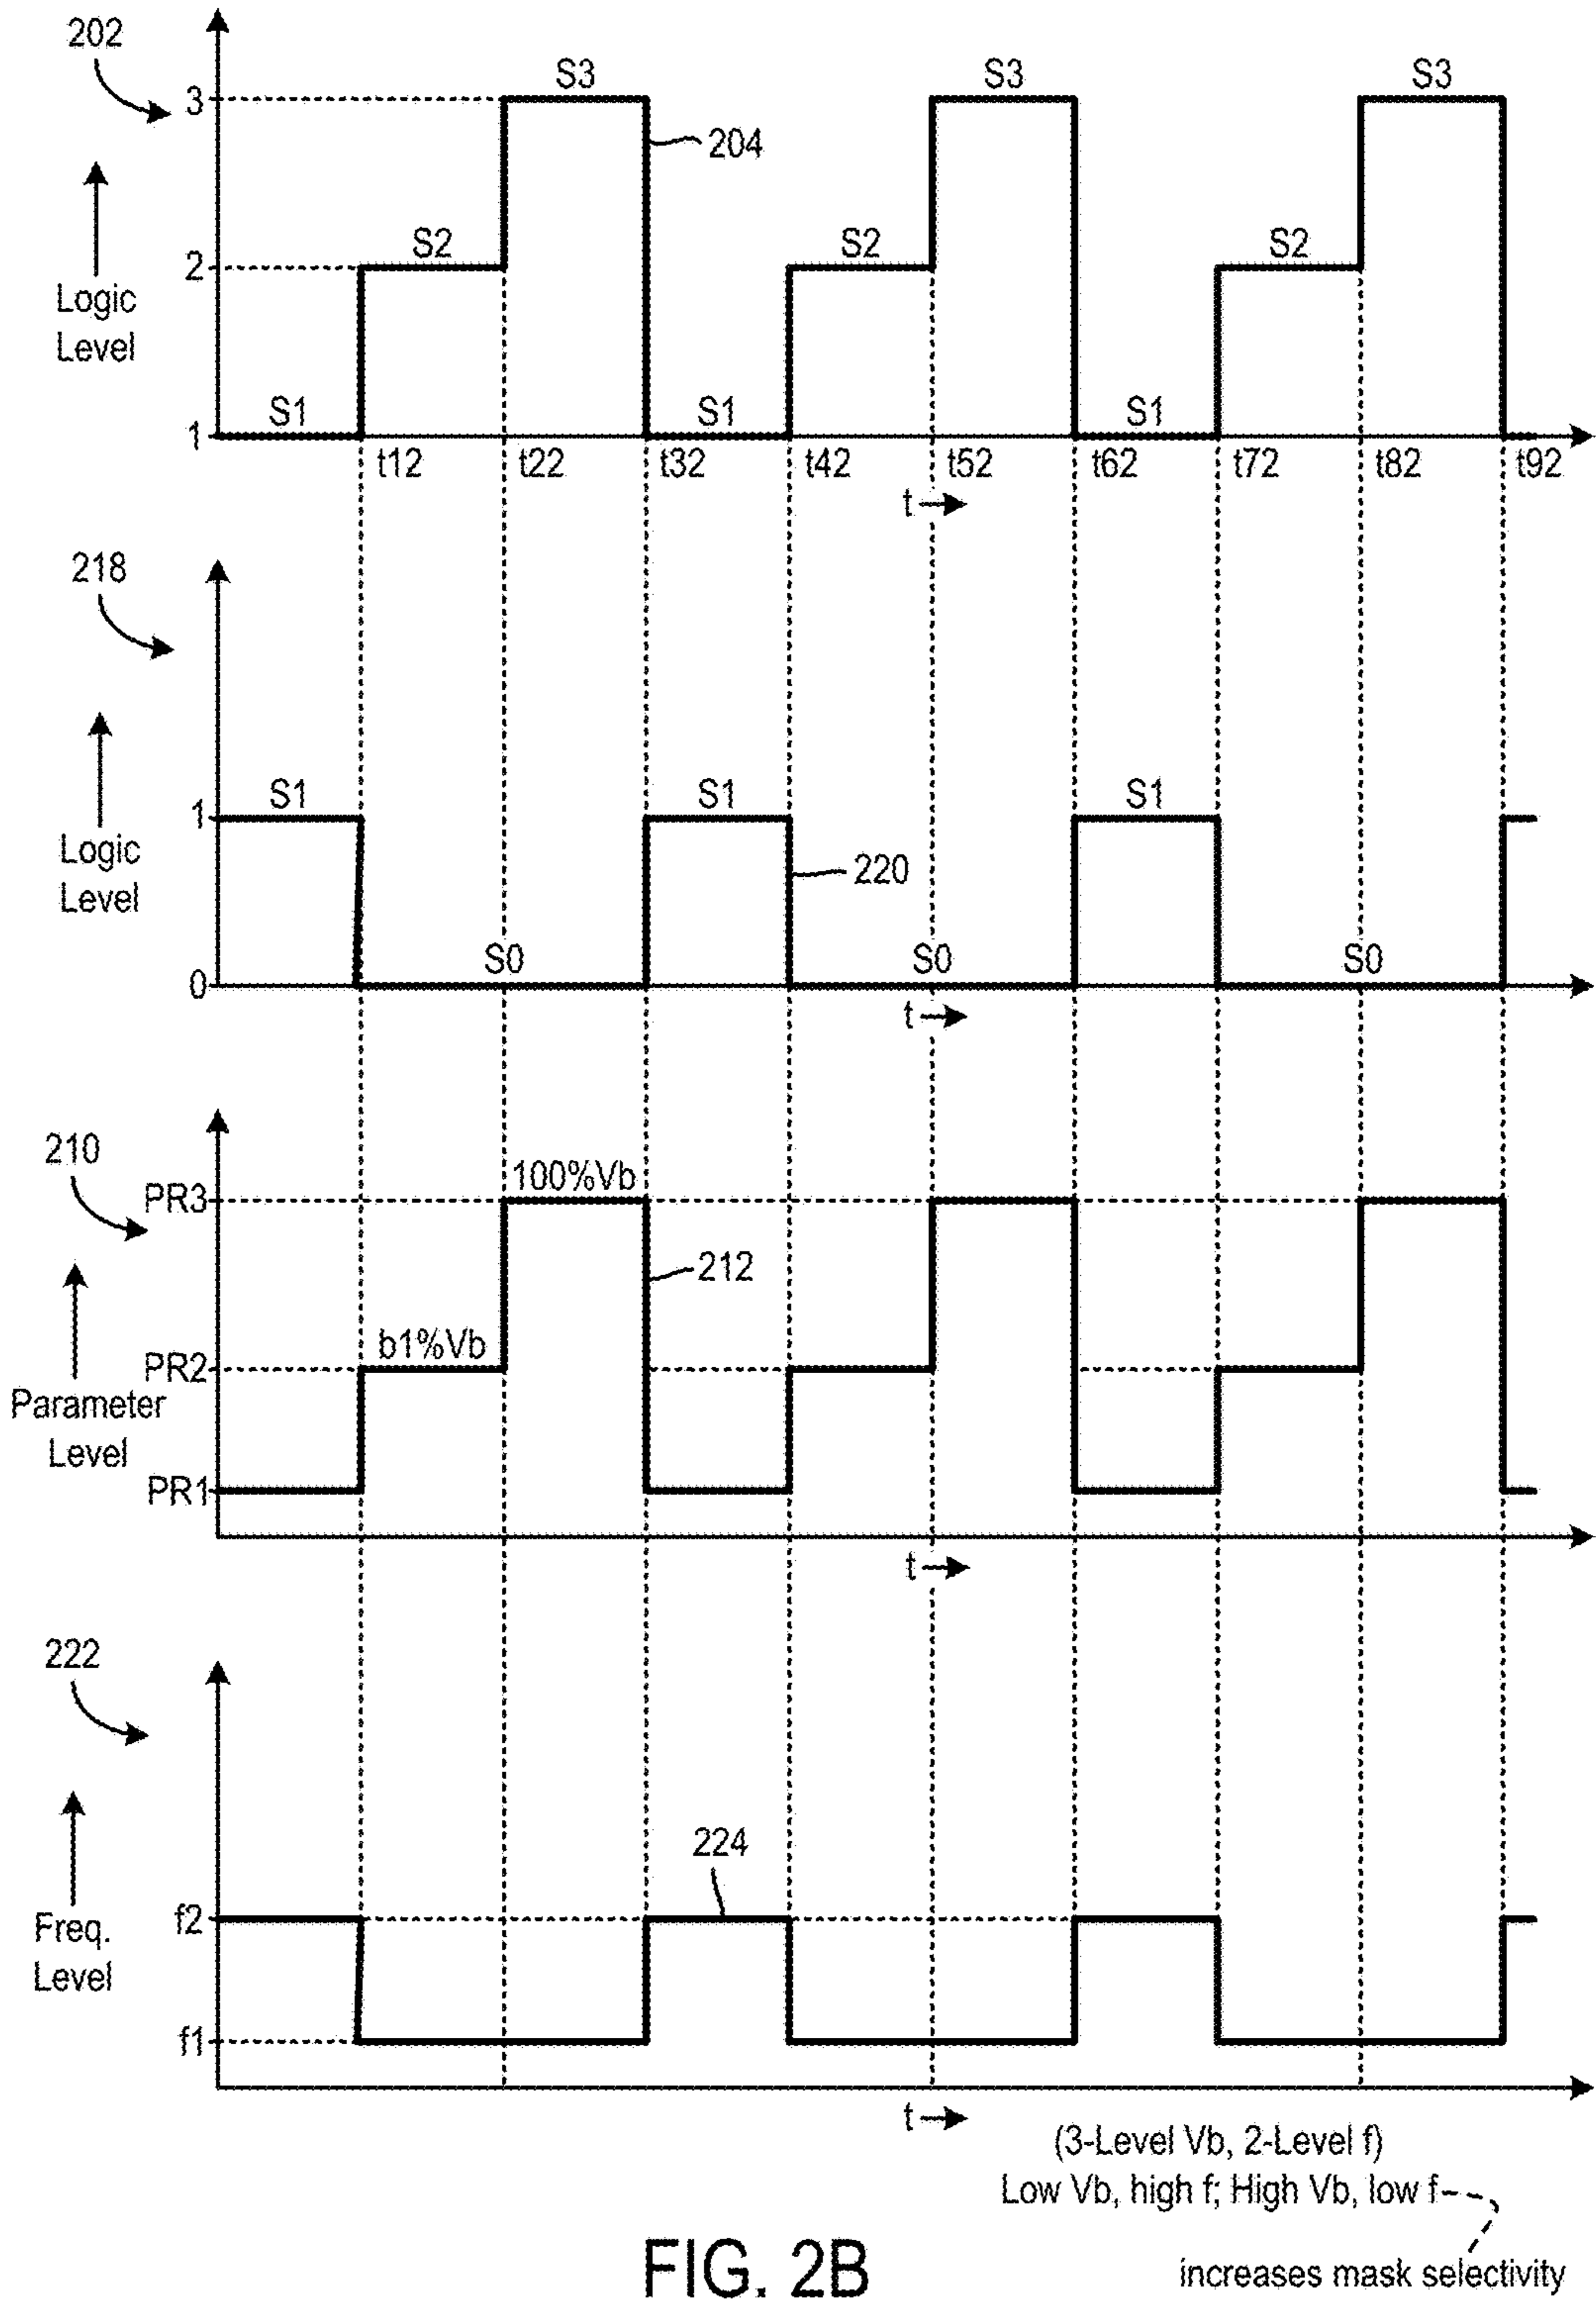 202
S3
S3
S3
3
204
S2
S2
S2
2
Logic
Level
S1
S1
S1
1
t12
t22
t32
t42
t52
t62
t72
t82
t92
t
218
S1
S1
S1
1
Logic
Level
220
S0
S0
S0
0
t
210
100%Vb
PR3
212
b1%Vb
PR2
Parameter
Level
PR1
t
222
224
f2
Freq.
Level
f1
t
(3-Level Vb, 2-Level f)
Low Vb, high f; High Vb, low f
increases mask selectivity
FIG. 2B